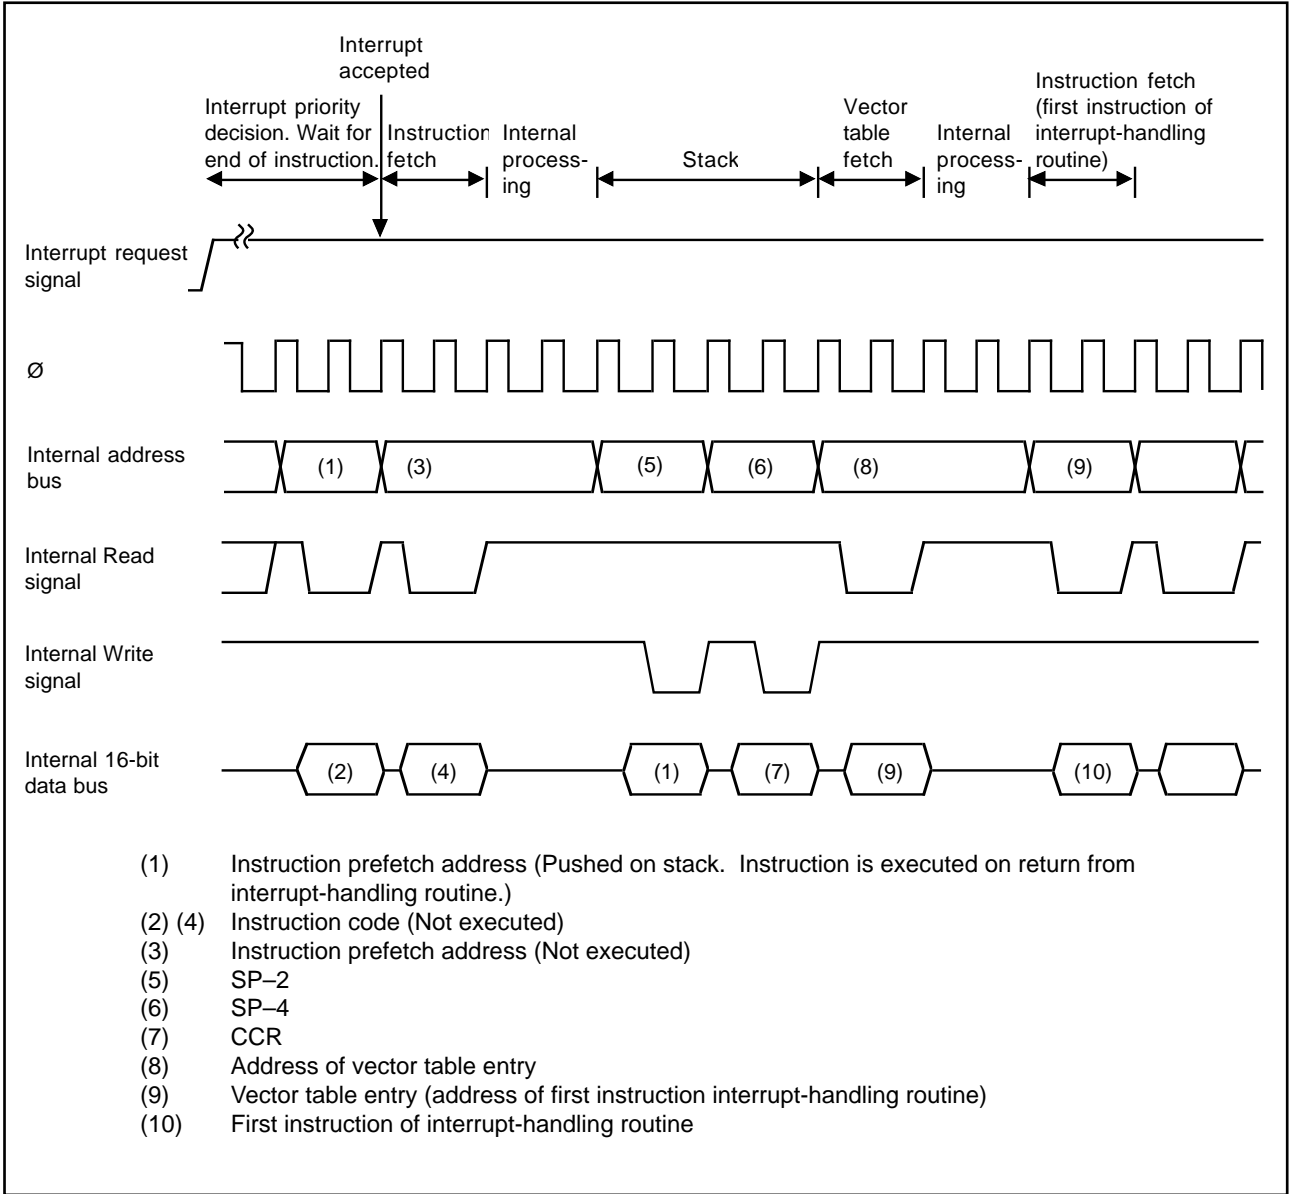 Interrupt
accepted
Interrupt priority
decision. Wait for
end of instruction.
Instruction
fetch
Internal
process-
ing
Stack
Vector
table
fetch
Internal
process-
ing
Instruction fetch
(first instruction of
interrupt-handling
routine)
Interrupt request
signal
Ø
Internal address
bus
(1) (3) (5) (6) (8) (9)
Internal Read
signal
Internal Write
signal
Internal 16-bit
data bus
(2) (4) (1) (7) (9) (10)
(1) Instruction prefetch address (Pushed on stack. Instruction is executed on return from
interrupt-handling routine.)
(2) (4) Instruction code (Not executed)
(3) Instruction prefetch address (Not executed)
(5) SP–2
(6) SP–4
(7) CCR
(8) Address of vector table entry
(9) Vector table entry (address of first instruction interrupt-handling routine)
(10) First instruction of interrupt-handling routine